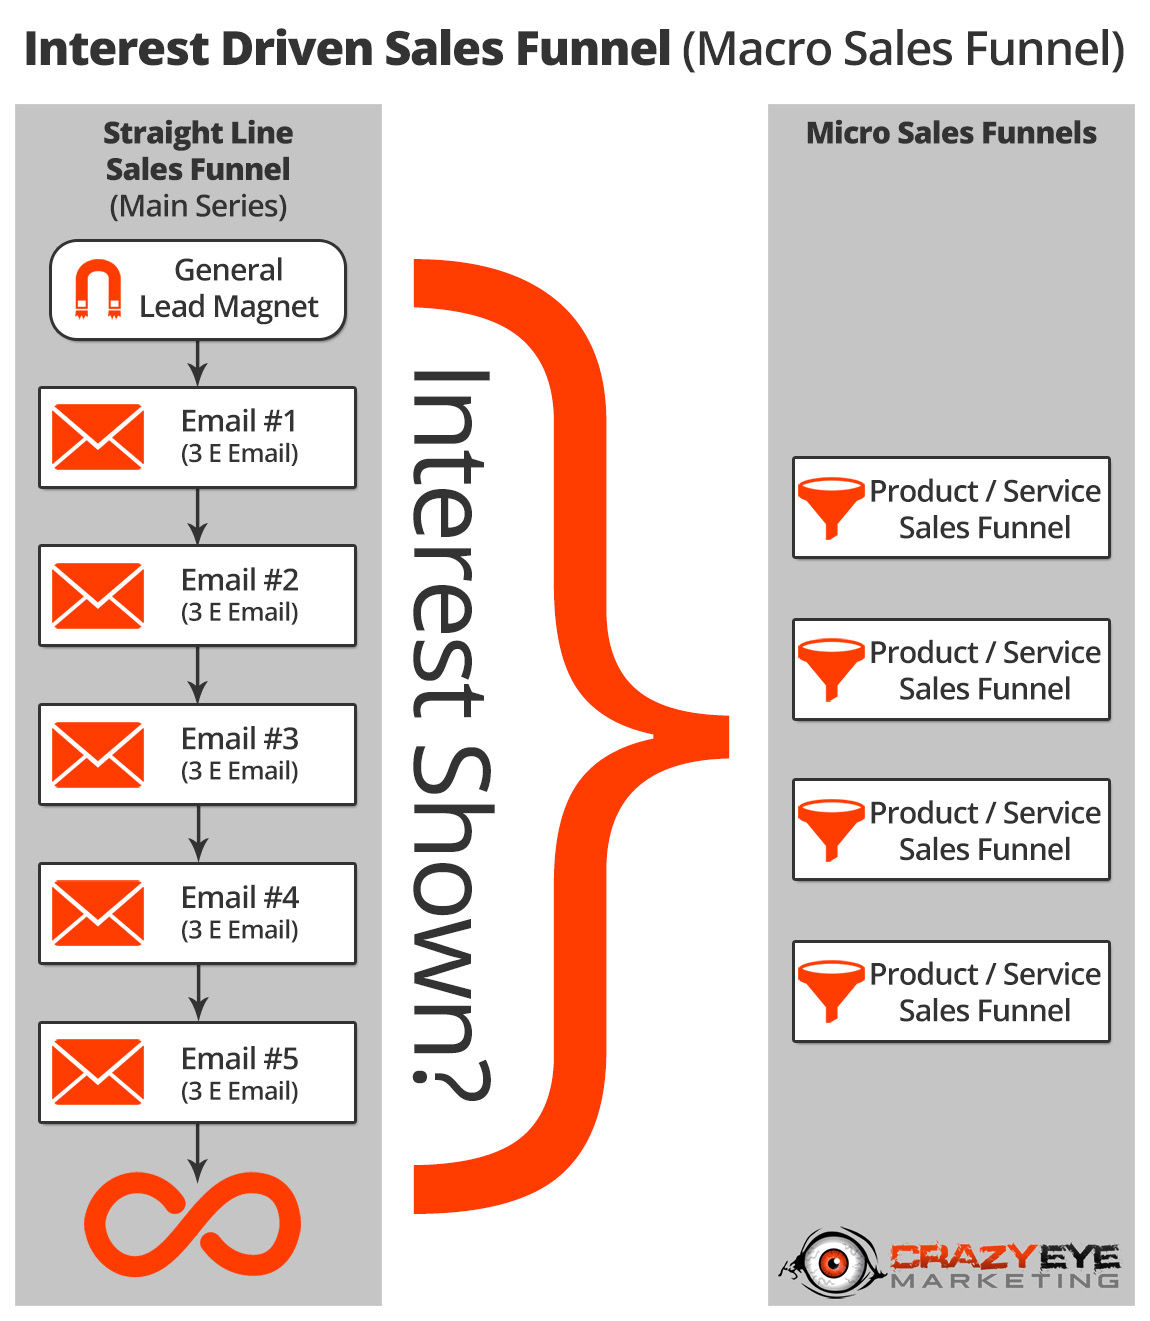 Interest Driven Sales Funnel (Macro Sales Funnel)
Straight Line
Sales Funnel
(Main Series)
General
Lead Magnet
Email #1
(3 E Email)
Email #2
(3 E Email)
Email #3
(3 E Email)
Email #4
(3 E Email)
Email #5
(3 E Email)
Interest Shown?
Micro Sales Funnels
Product / Service
Sales Funnel
Product / Service
Sales Funnel
Product / Service
Sales Funnel
Product / Service
Sales Funnel
CRAZYEYE
MARKETING